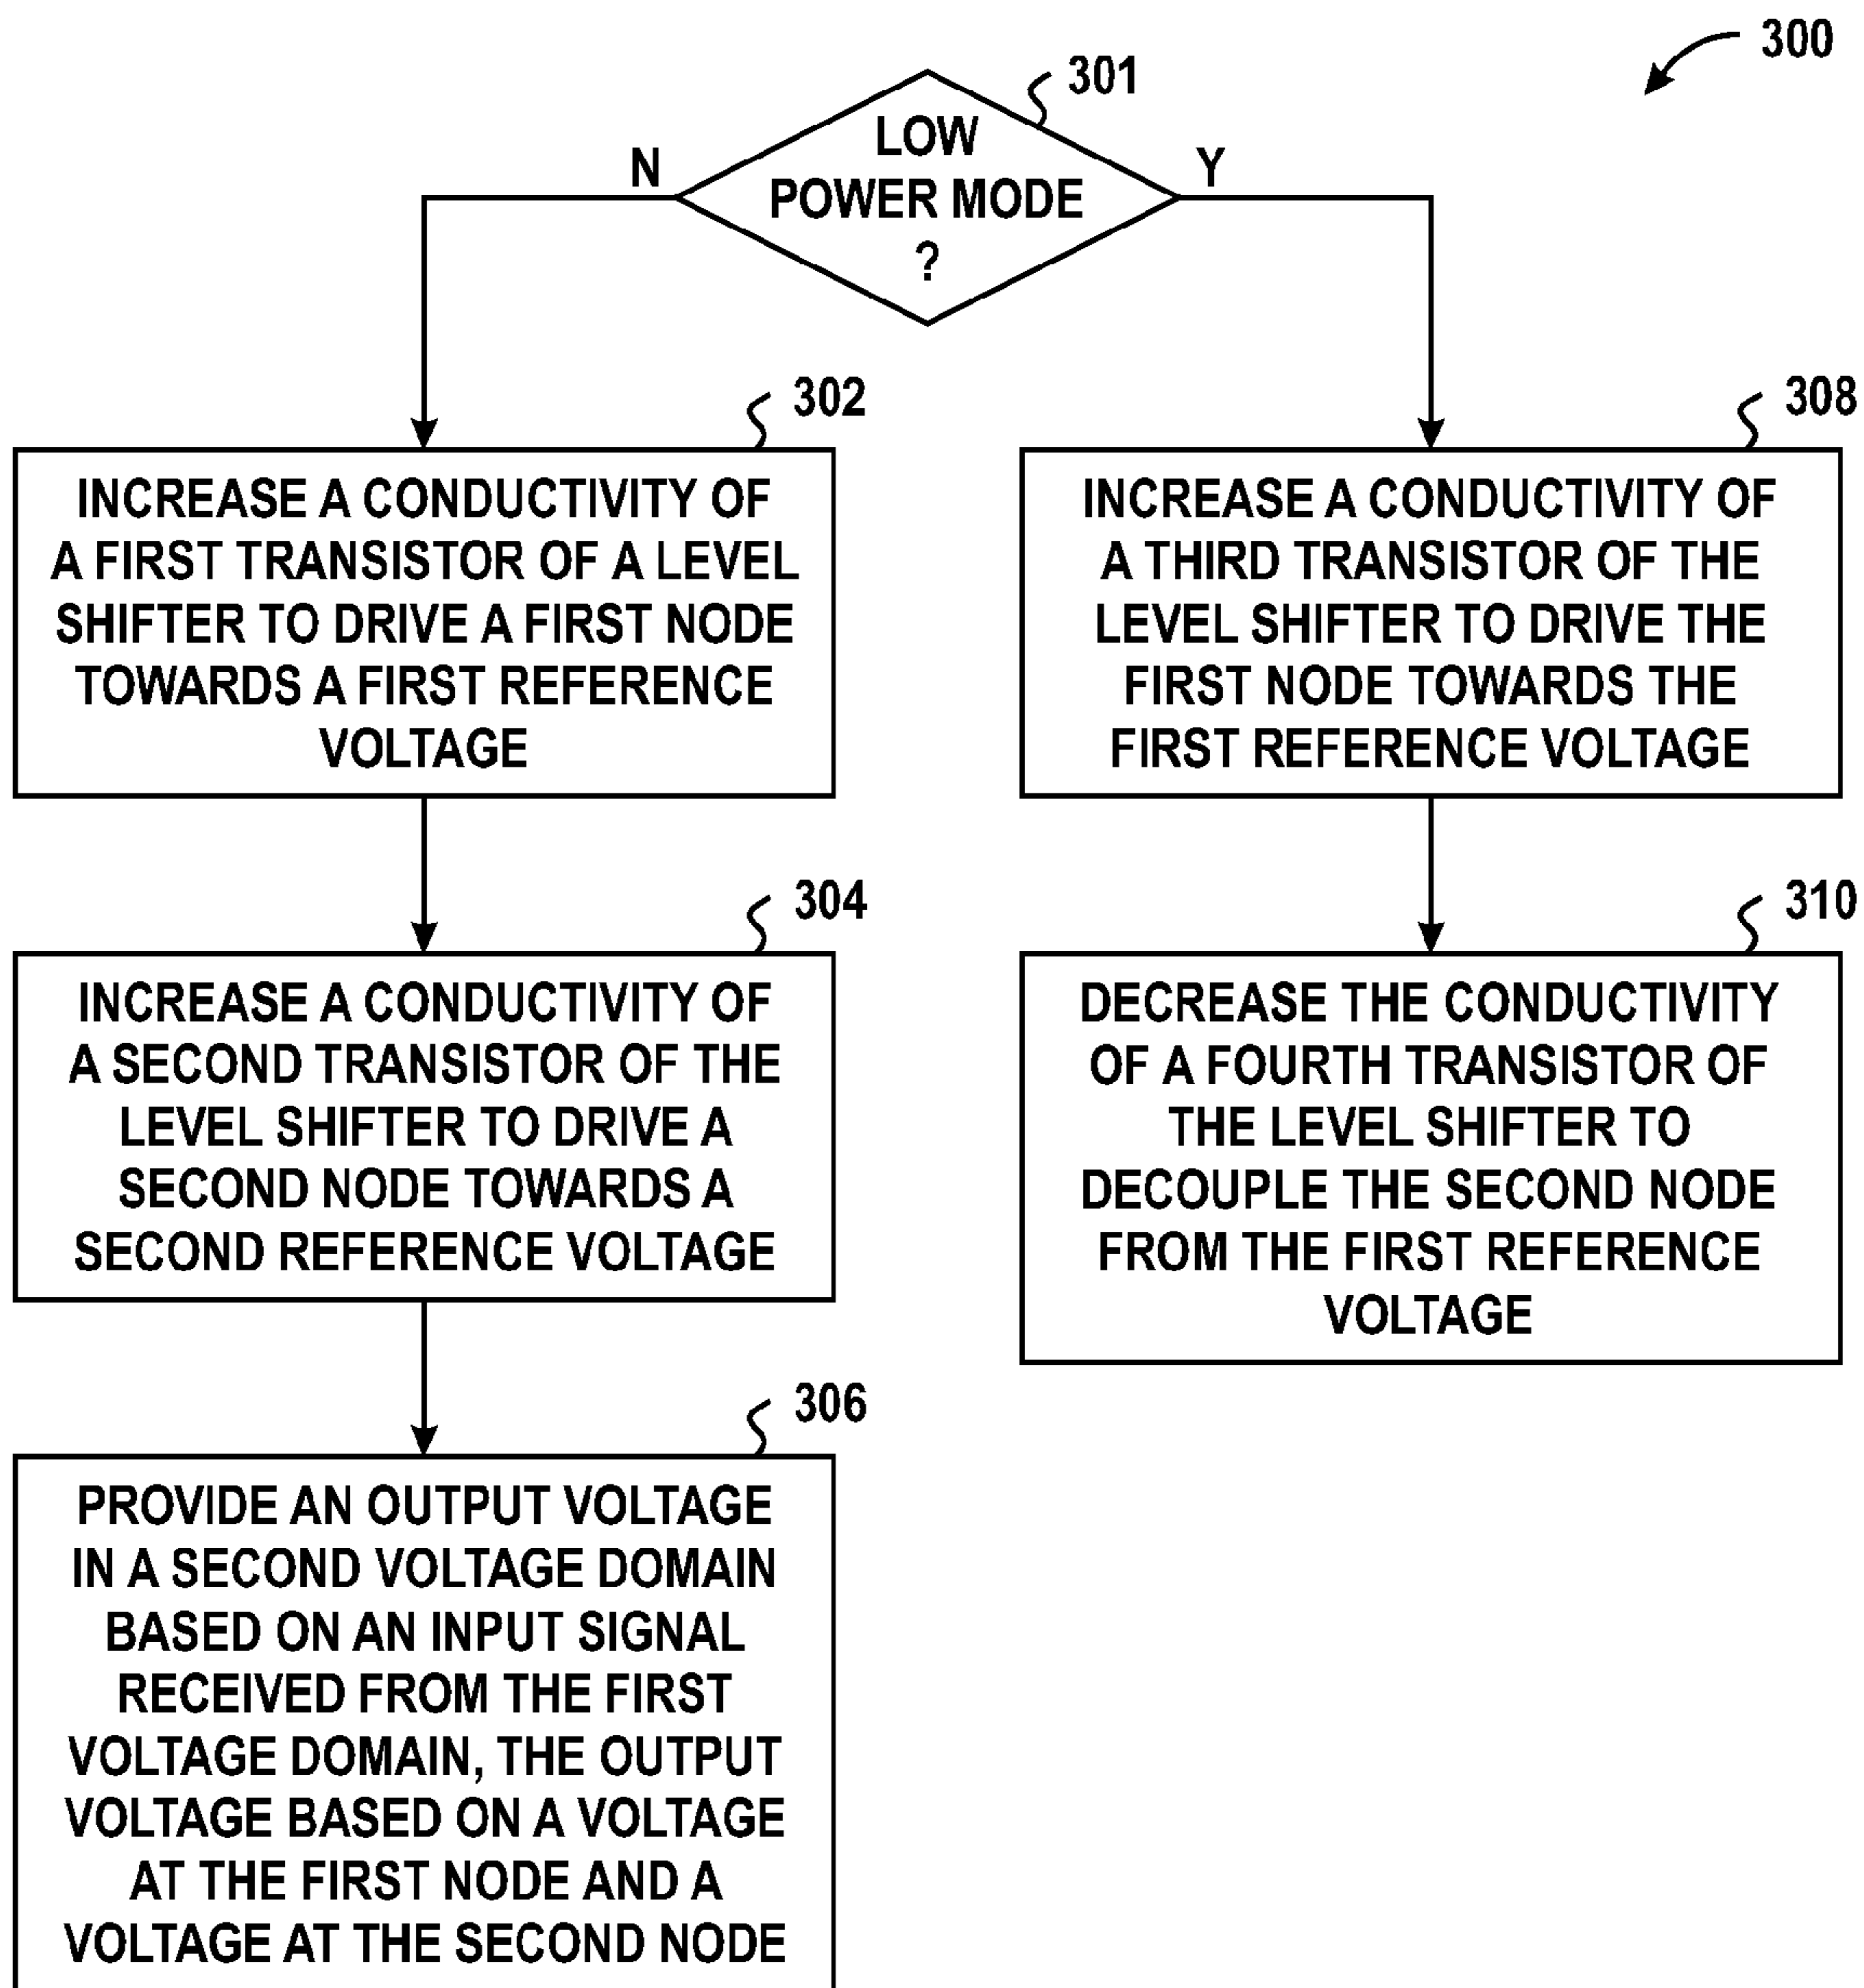 300
301
LOW
POWER MODE
?
N
Y
302
INCREASE A CONDUCTIVITY OF
A FIRST TRANSISTOR OF A LEVEL
SHIFTER TO DRIVE A FIRST NODE
TOWARDS A FIRST REFERENCE
VOLTAGE
304
INCREASE A CONDUCTIVITY OF
A SECOND TRANSISTOR OF THE
LEVEL SHIFTER TO DRIVE A
SECOND NODE TOWARDS A
SECOND REFERENCE VOLTAGE
306
PROVIDE AN OUTPUT VOLTAGE
IN A SECOND VOLTAGE DOMAIN
BASED ON AN INPUT SIGNAL
RECEIVED FROM THE FIRST
VOLTAGE DOMAIN, THE OUTPUT
VOLTAGE BASED ON A VOLTAGE
AT THE FIRST NODE AND A
VOLTAGE AT THE SECOND NODE
308
INCREASE A CONDUCTIVITY OF
A THIRD TRANSISTOR OF THE
LEVEL SHIFTER TO DRIVE THE
FIRST NODE TOWARDS THE
FIRST REFERENCE VOLTAGE
310
DECREASE THE CONDUCTIVITY
OF A FOURTH TRANSISTOR OF
THE LEVEL SHIFTER TO
DECOUPLE THE SECOND NODE
FROM THE FIRST REFERENCE
VOLTAGE